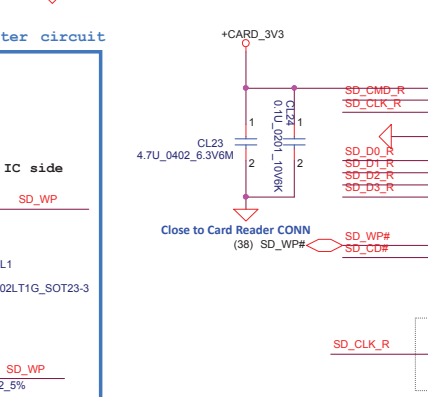 ter circuit
+CARD_3V3
SD_CMD_R
SD_CLK_R
1
1
CL23
4.7U_0402_6.3V6M
CL24
0.1U_0201_10V6K
2
2
SD_D0_R
SD_D1_R
SD_D2_R
SD_D3_R
IC side
SD_WP
Close to Card Reader CONN
(38) SD_WP#
SD_WP#
SD_CD#
L1
02LT1G_SOT23-3
SD_CLK_R
SD_WP
2_5%